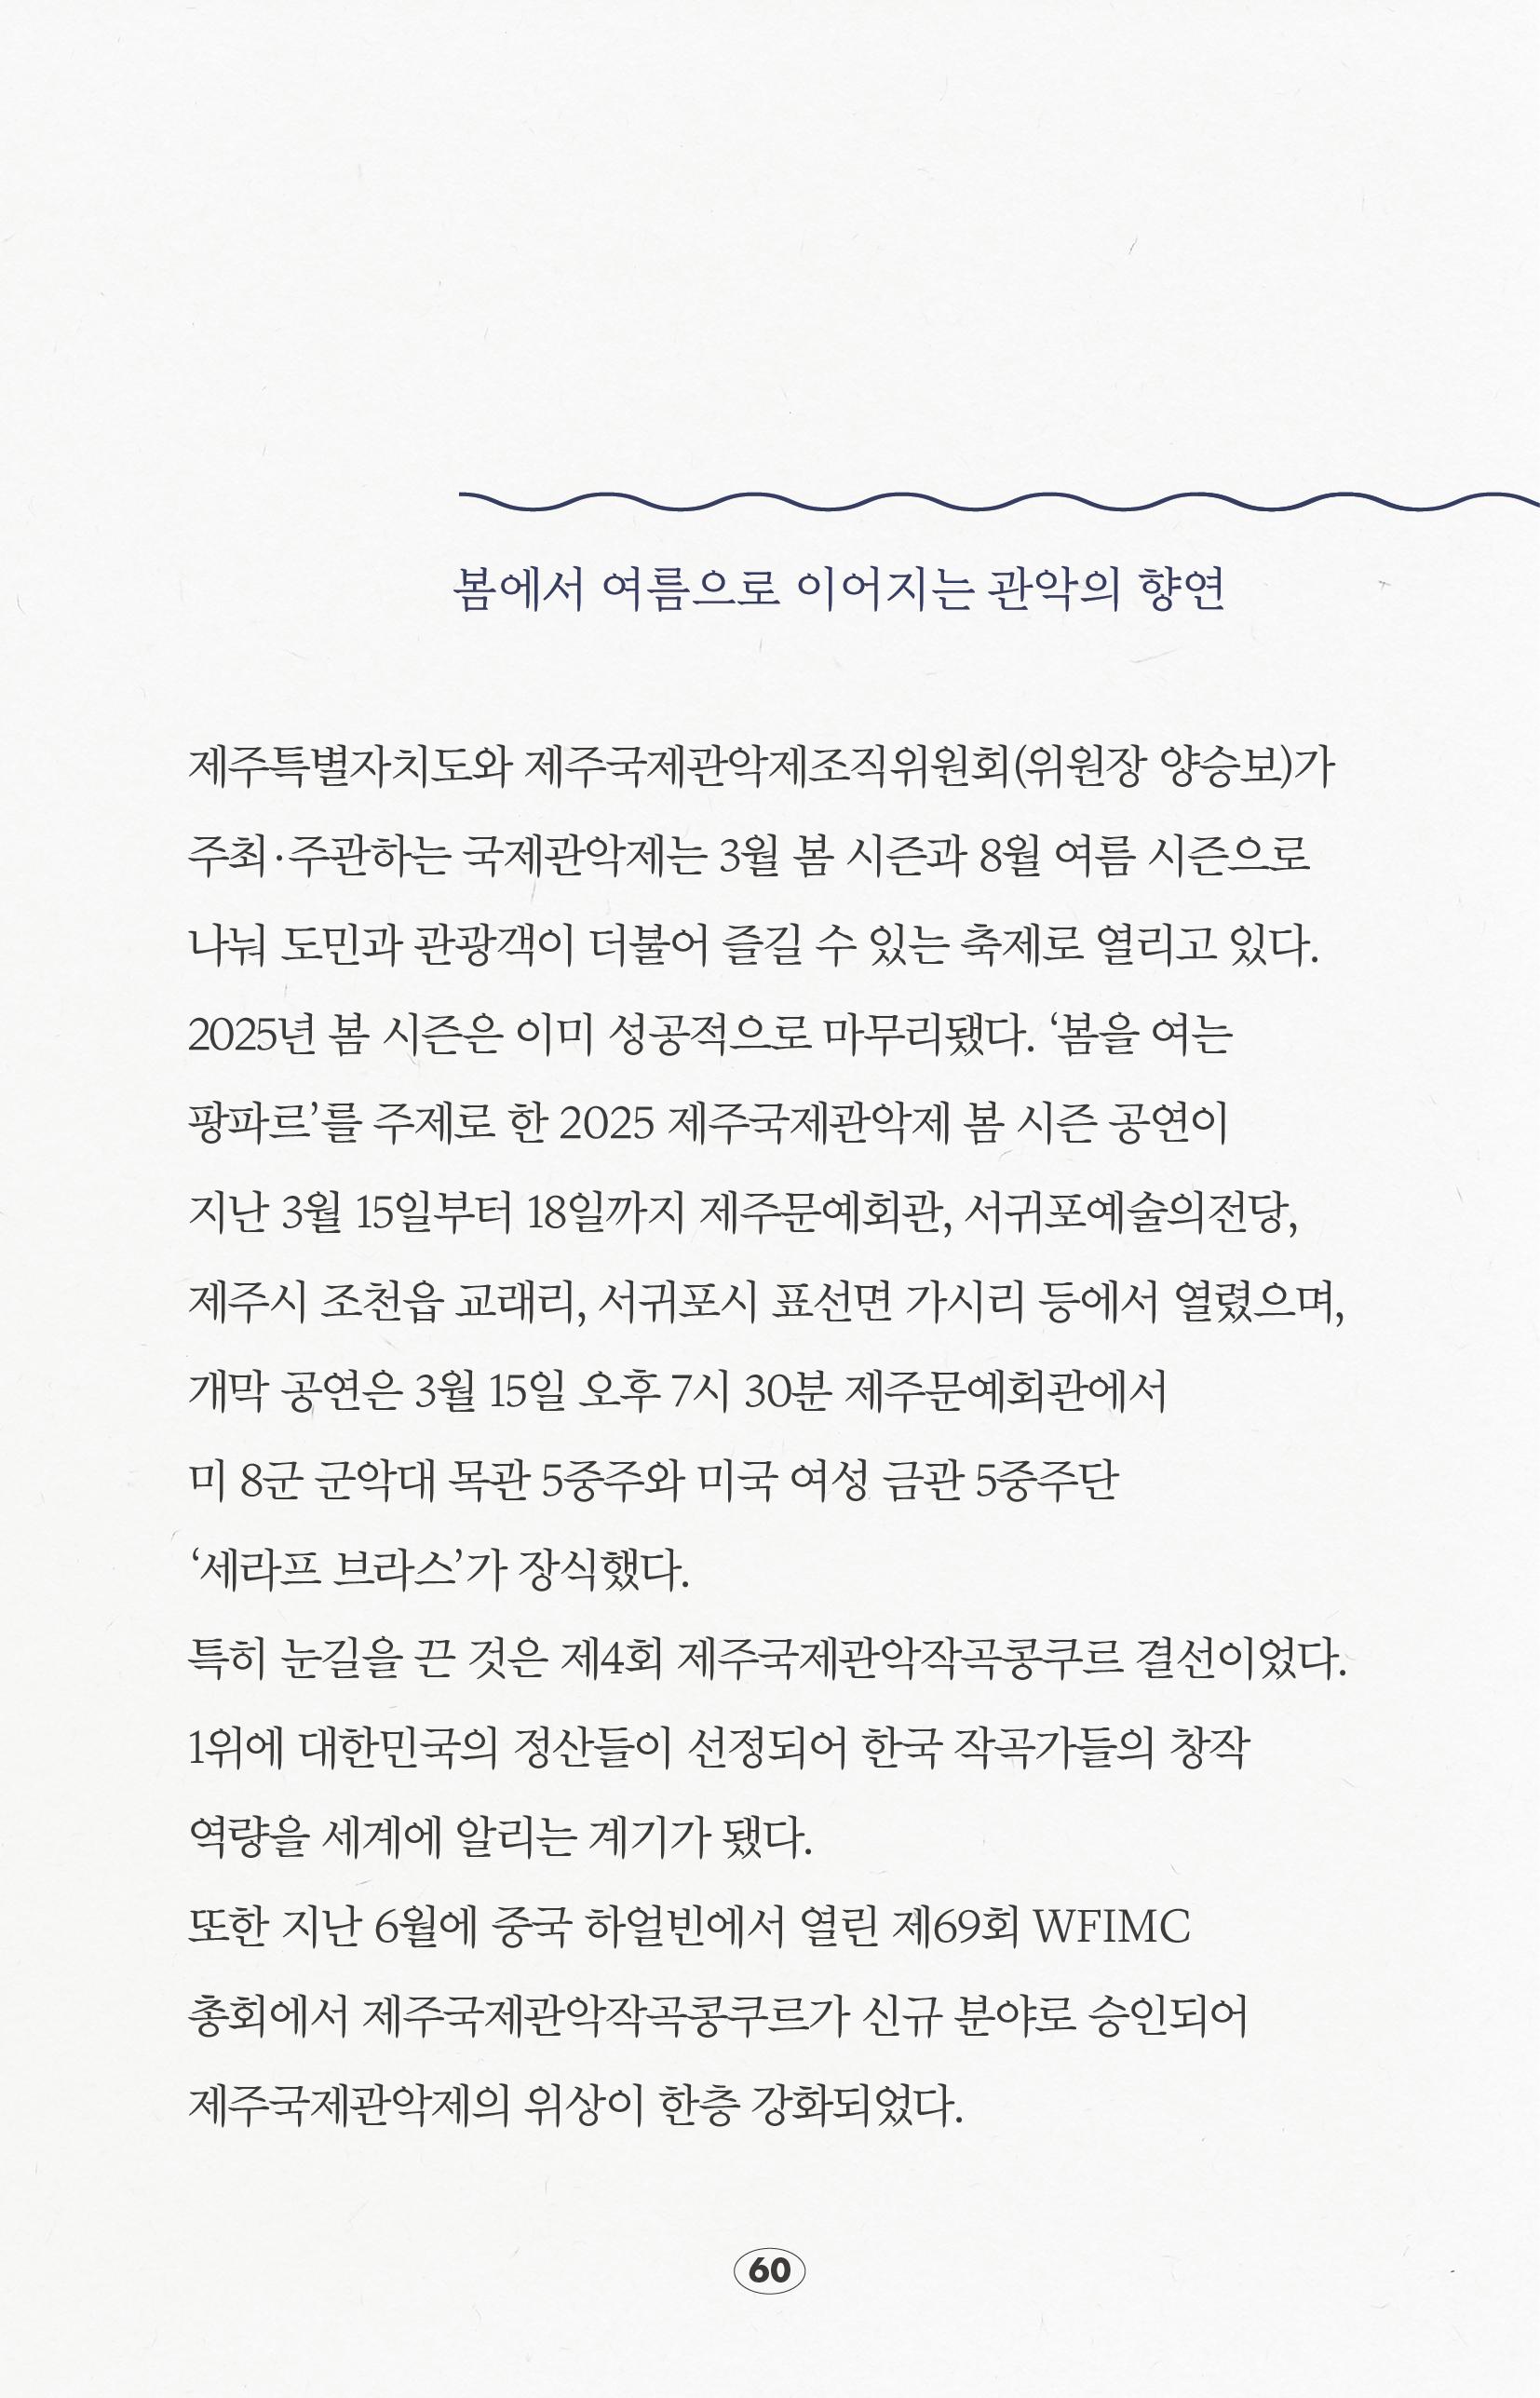 봄에서 여름으로 이어지는 관악의 향연
제주특별자치도와 제주국제관악제조직위원회(위원장 양승보)가
주최·주관하는 국제관악제는 3월 봄 시즌과 8월 여름 시즌으로
나눠 도민과 관광객이 더불어 즐길 수 있는 축제로 열리고 있다.
2025년 봄 시즌은 이미 성공적으로 마무리됐다. ‘봄을 여는
팡파르’를 주제로 한 2025 제주국제관악제 봄 시즌 공연이
지난 3월 15일부터 18일까지 제주문예회관, 서귀포예술의전당,
제주시 조천읍 교래리, 서귀포시 표선면 가시리 등에서 열렸으며,
개막 공연은 3월 15일 오후 7시 30분 제주문예회관에서
미 8군 군악대 목관 5중주와 미국 여성 금관 5중주단
‘세라프 브라스’가 장식했다.
특히 눈길을 끈 것은 제4회 제주국제관악작곡콩쿠르 결선이었다.
1위에 대한민국의 정산들이 선정되어 한국 작곡가들의 창작
역량을 세계에 알리는 계기가 됐다.
또한 지난 6월에 중국 하얼빈에서 열린 제69회 WFIMC
총회에서 제주국제관악작곡콩쿠르가 신규 분야로 승인되어
제주국제관악제의 위상이 한층 강화되었다.
60